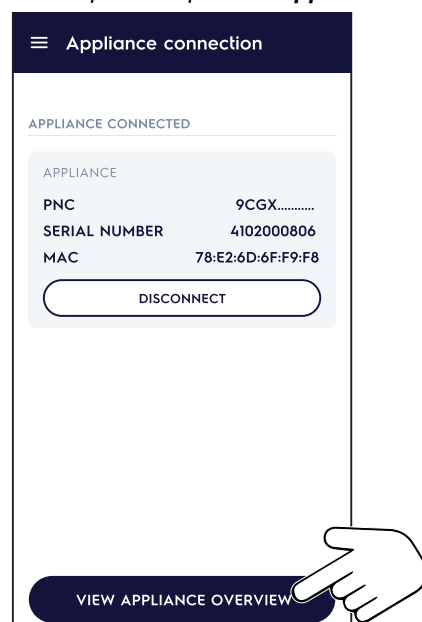 Appliance connection
APPLIANCE CONNECTED
APPLIANCE
PNC 9CGX...........
SERIAL NUMBER 4102000806
MAC 78:E2:6D:6F:F9:F8
DISCONNECT
VIEW APPLIANCE OVERVIEW